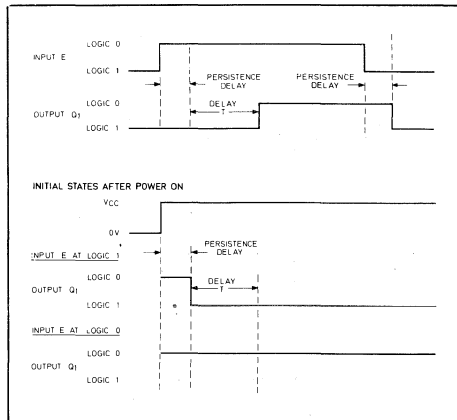 LOGIC 0
INPUT E
LOGIC 1
PERSISTENCE DELAY
PERSISTENCE DELAY
LOGIC 0
DELAY T
OUTPUT Q1
LOGIC 1
INITIAL STATES AFTER POWER ON
VCC
0V
INPUT E AT LOGIC 1
PERSISTENCE DELAY
LOGIC 0
DELAY T
OUTPUT Q1
LOGIC 1
INPUT E AT LOGIC 0
LOGIC 0
OUTPUT Q1
LOGIC 1